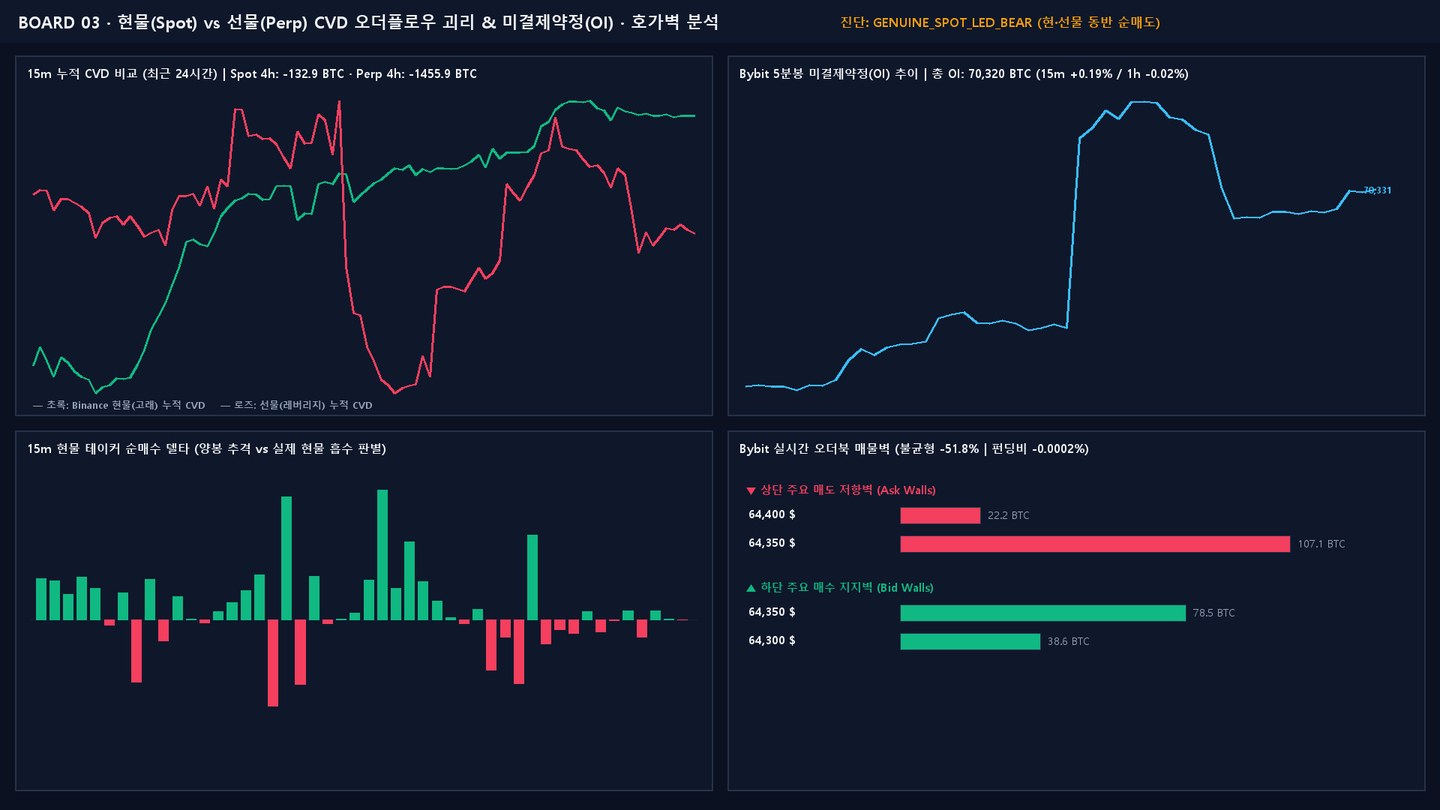 BOARD 03 · 현물(Spot) vs 선물(Perp) CVD 오더플로우 괴리 & 미결제약정(OI) · 호가벽 분석
진단: GENUINE_SPOT_LED_BEAR (현·선물 동반 순매도)
15m 누적 CVD 비교 (최근 24시간) | Spot 4h: -132.9 BTC · Perp 4h: -1455.9 BTC
— 초록: Binance 현물(고래) 누적 CVD — 로즈: 선물(레버리지) 누적 CVD
Bybit 5분봉 미결제약정(OI) 추이 | 총 OI: 70,320 BTC (15m +0.19% / 1h -0.02%)
70,331
15m 현물 테이커 순매수 델타 (양봉 추격 vs 실제 현물 흡수 판별)
Bybit 실시간 오더북 매물벽 (불균형 -51.8% | 펀딩비 -0.0002%)
▼ 상단 주요 매도 저항벽 (Ask Walls)
64,400 $ 22.2 BTC
64,350 $ 107.1 BTC
▲ 하단 주요 매수 지지벽 (Bid Walls)
64,350 $ 78.5 BTC
64,300 $ 38.6 BTC